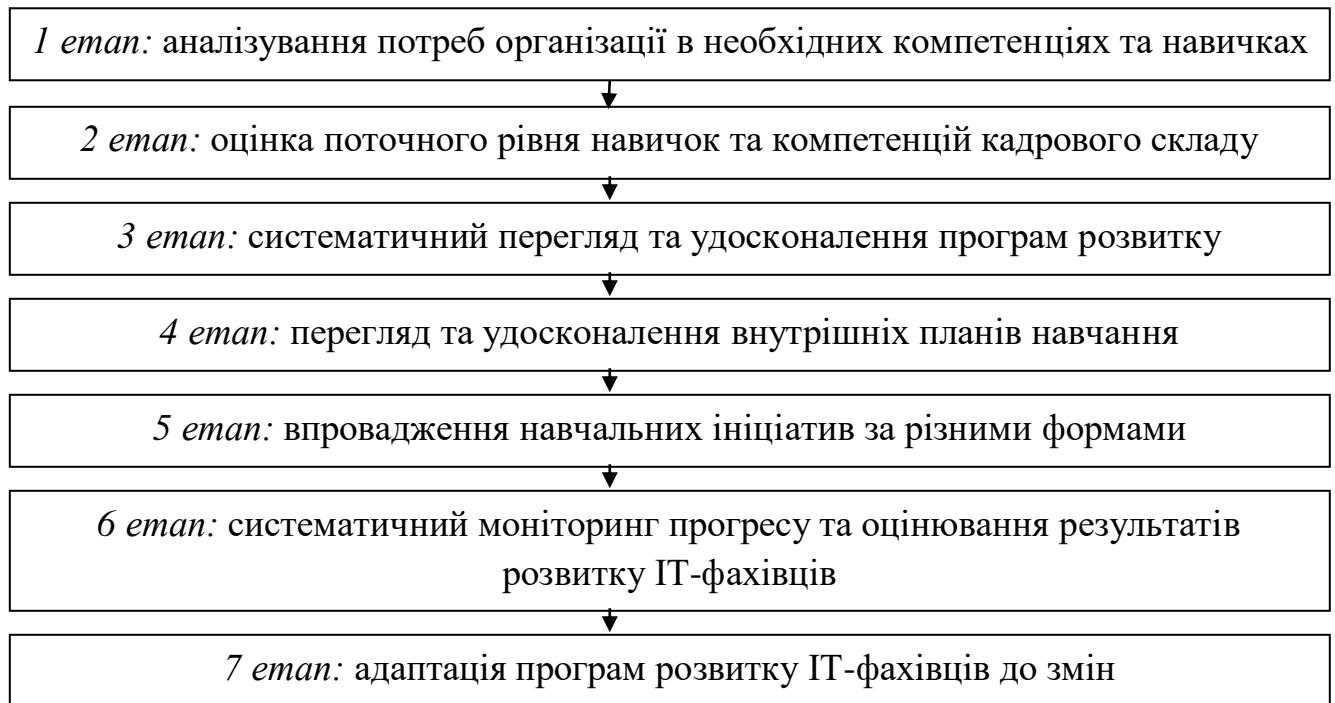 1 етап: аналізування потреб організації в необхідних компетенціях та навичках
2 етап: оцінка поточного рівня навичок та компетенцій кадрового складу
3 етап: систематичний перегляд та удосконалення програм розвитку
4 етап: перегляд та удосконалення внутрішніх планів навчання
5 етап: впровадження навчальних ініціатив за різними формами
6 етап: систематичний моніторинг прогресу та оцінювання результатів
розвитку ІТ-фахівців
7 етап: адаптація програм розвитку ІТ-фахівців до змін